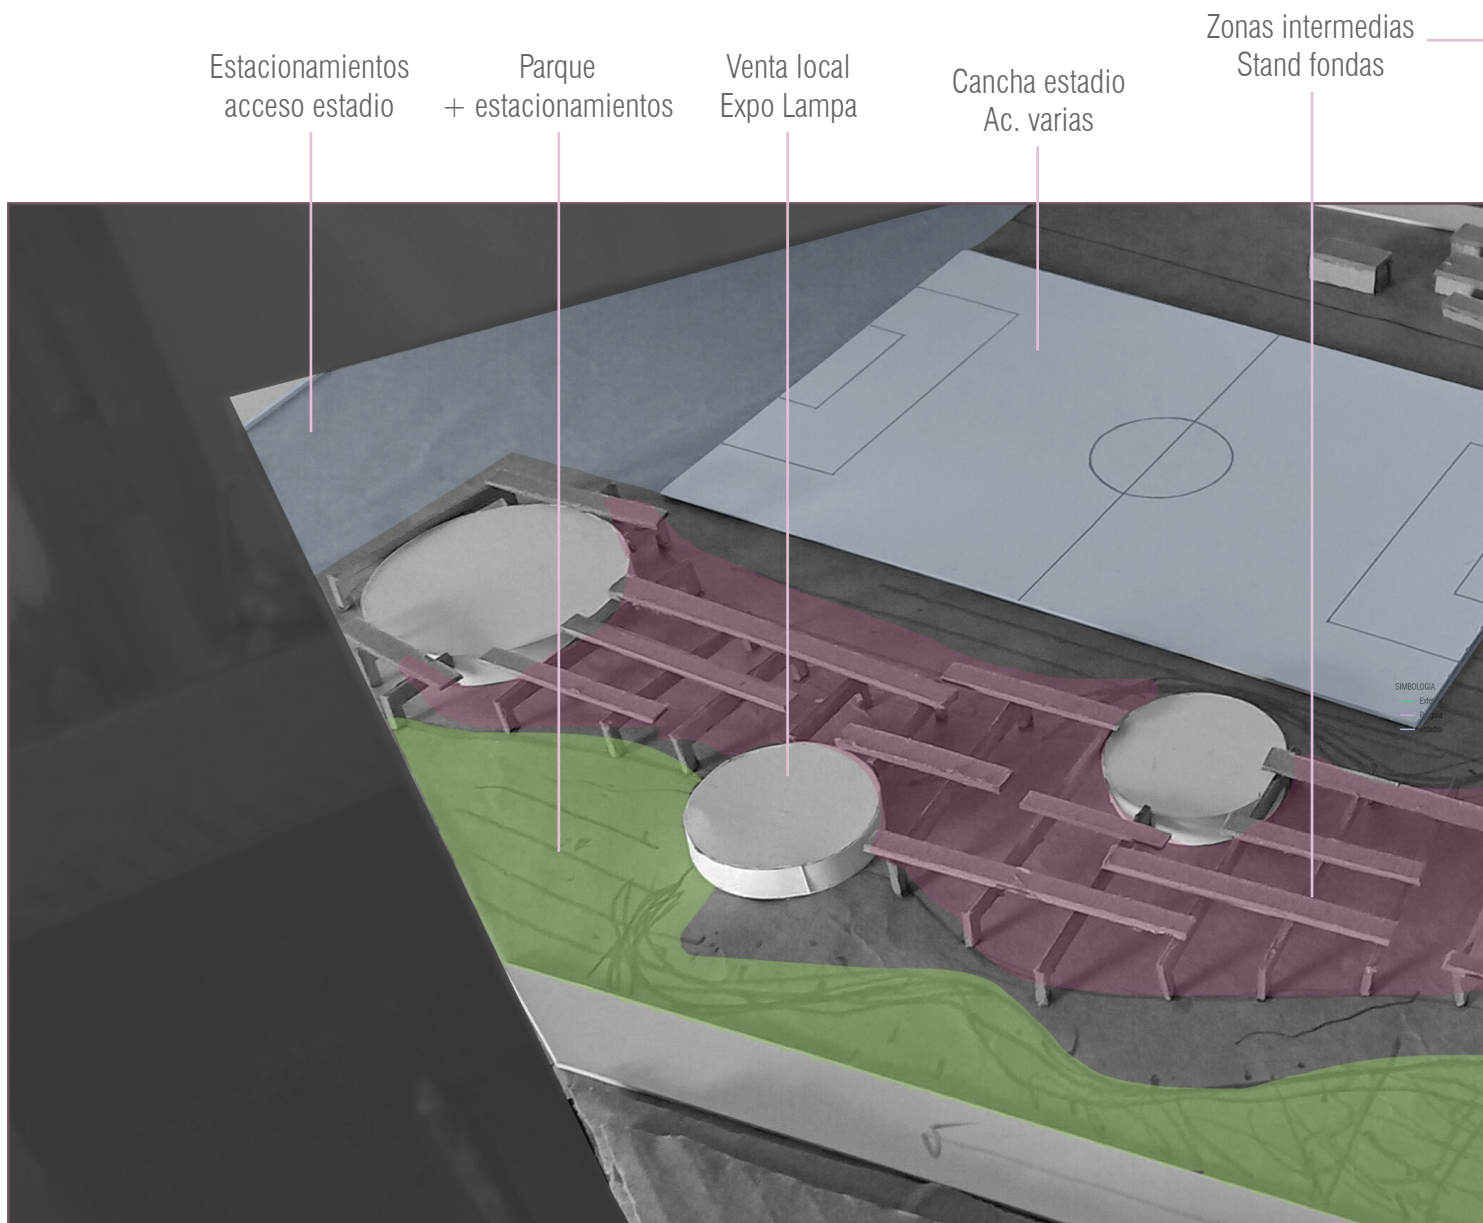 Estacionamientos
acceso estadio
Parque
+ estacionamientos
Venta local
Expo Lampa
Cancha estadio
Ac. varias
Zonas intermedias
Stand fondas
SIMBOLOGIA